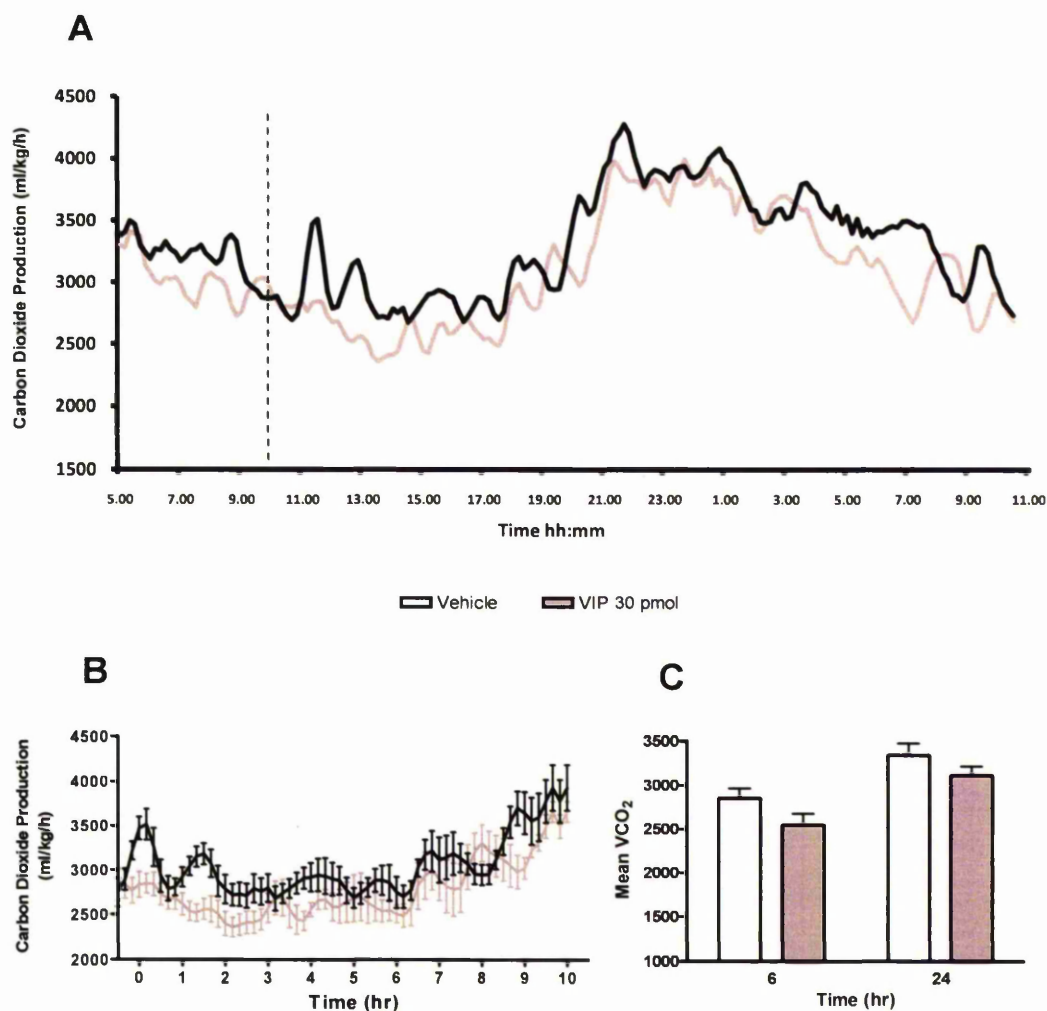 A
Carbon Dioxide Production (ml/kg/h)
4500
4000
3500
3000
2500
2000
1500
5.00 7.00 9.00 11.00 13.00 15.00 17.00 19.00 21.00 23.00 1.00 3.00 5.00 7.00 9.00 11.00
Time hh:mm
Vehicle VIP 30 pmol
B
Carbon Dioxide Production
(ml/kg/h)
4500
4000
3500
3000
2500
2000
0 1 2 3 4 5 6 7 8 9 10
Time (hr)
C
Mean VCO₂
3500
3000
2500
2000
1500
1000
6 24
Time (hr)